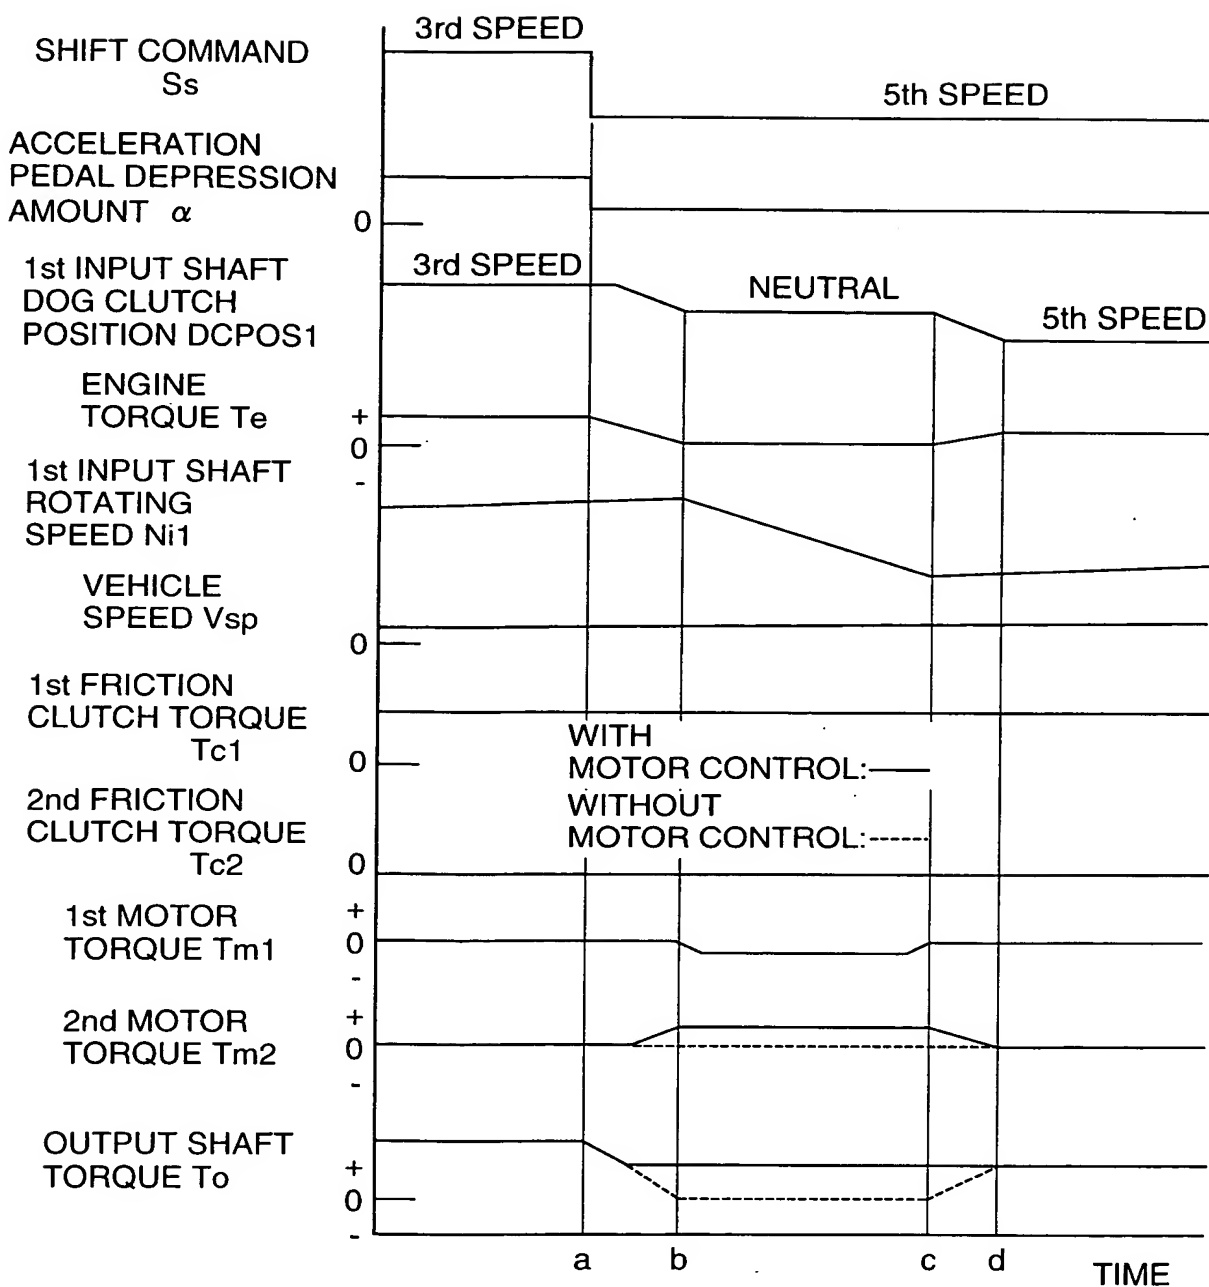 3rd SPEED
SHIFT COMMAND
Ss
5th SPEED
ACCELERATION
PEDAL DEPRESSION
AMOUNT α
0
1st INPUT SHAFT
DOG CLUTCH
POSITION DCPOS1
3rd SPEED
NEUTRAL
5th SPEED
ENGINE
TORQUE Te
+
0
-
1st INPUT SHAFT
ROTATING
SPEED Ni1
VEHICLE
SPEED Vsp
0
1st FRICTION
CLUTCH TORQUE
Tc1
0
WITH
MOTOR CONTROL:
WITHOUT
MOTOR CONTROL:
2nd FRICTION
CLUTCH TORQUE
Tc2
0
1st MOTOR
TORQUE Tm1
+
0
-
2nd MOTOR
TORQUE Tm2
+
0
-
OUTPUT SHAFT
TORQUE To
+
0
-
a b c d
TIME